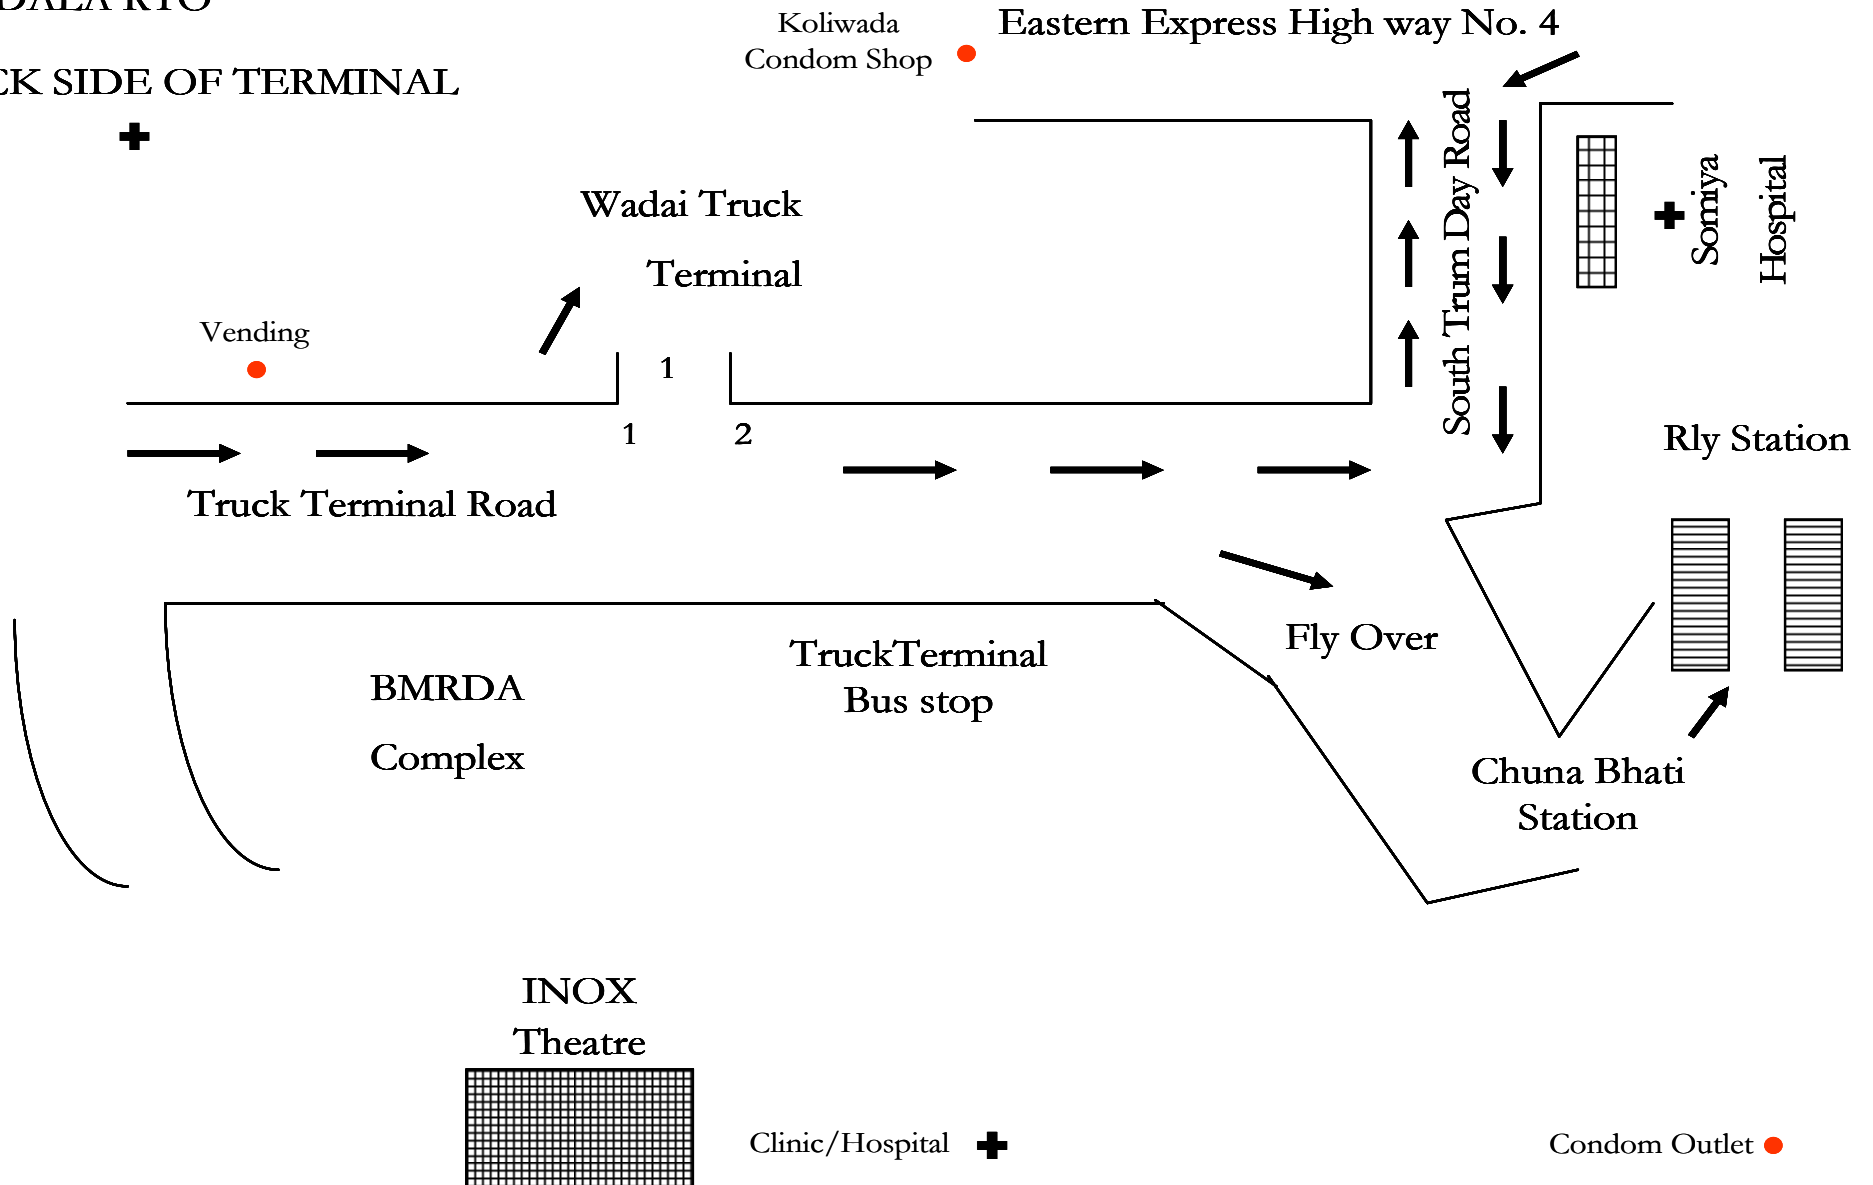 DALA RTO
CK SIDE OF TERMINAL
Koliwada
Condom Shop
Eastern Express High way No. 4
Wadai Truck
Terminal
South Trum Day Road
Somiya
Hospital
Vending
1
1
2
Rly Station
Truck Terminal Road
Fly Over
TruckTerminal
Bus stop
BMRDA
Complex
Chuna Bhati
Station
INOX
Theatre
Clinic/Hospital
Condom Outlet